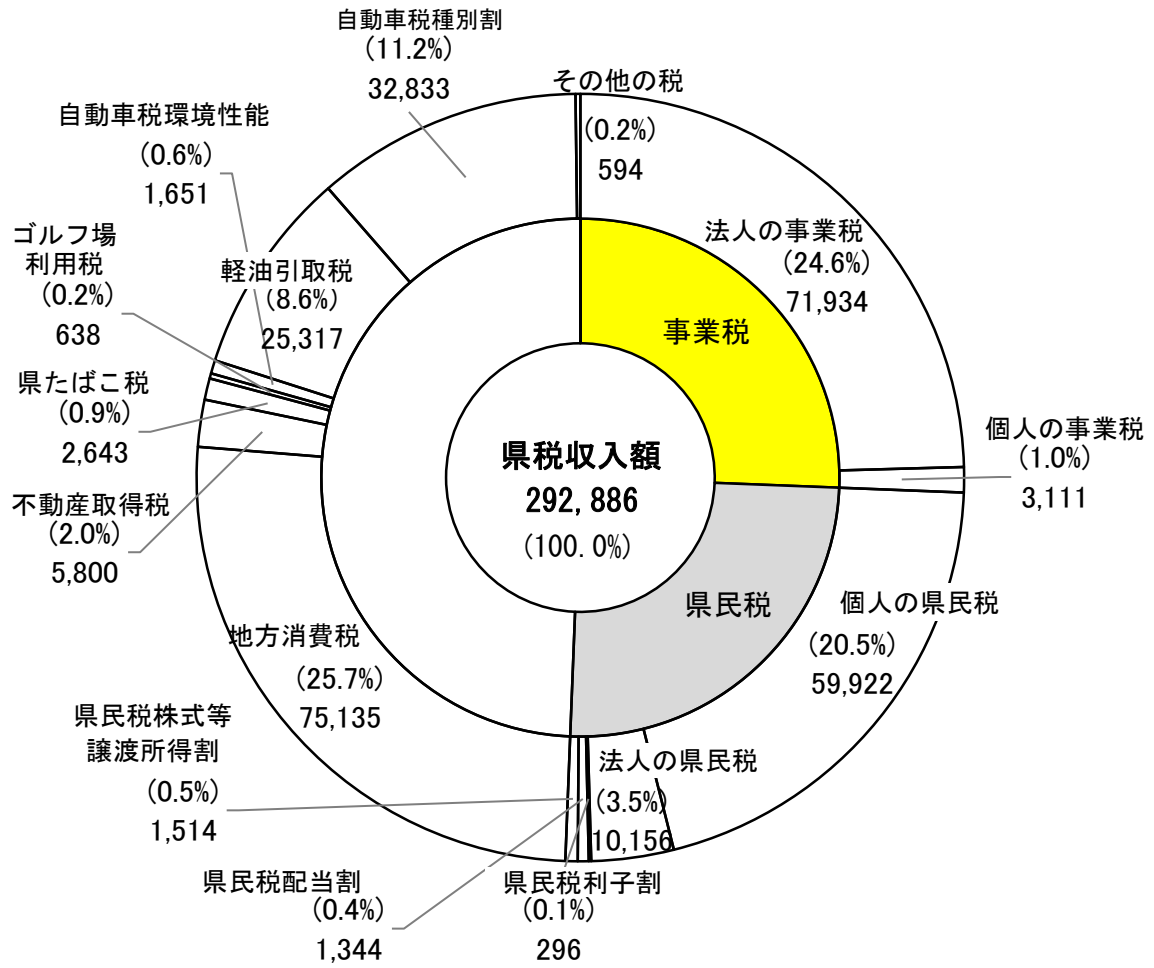 自動車税種別割
(11.2%)
32,833
その他の税
(0.2%)
594
自動車税環境性能
(0.6%)
1,651
法人の事業税
(24.6%)
71,934
ゴルフ場
利用税
(0.2%)
638
軽油引取税
(8.6%)
25,317
事業税
県たばこ税
(0.9%)
2,643
個人の事業税
(1.0%)
3,111
県税収入額
292,886
(100.0%)
不動産取得税
(2.0%)
5,800
県民税
個人の県民税
(20.5%)
59,922
地方消費税
(25.7%)
75,135
県民税株式等
譲渡所得割
(0.5%)
1,514
法人の県民税
(3.5%)
10,156
県民税配当割
(0.4%)
1,344
県民税利子割
(0.1%)
296